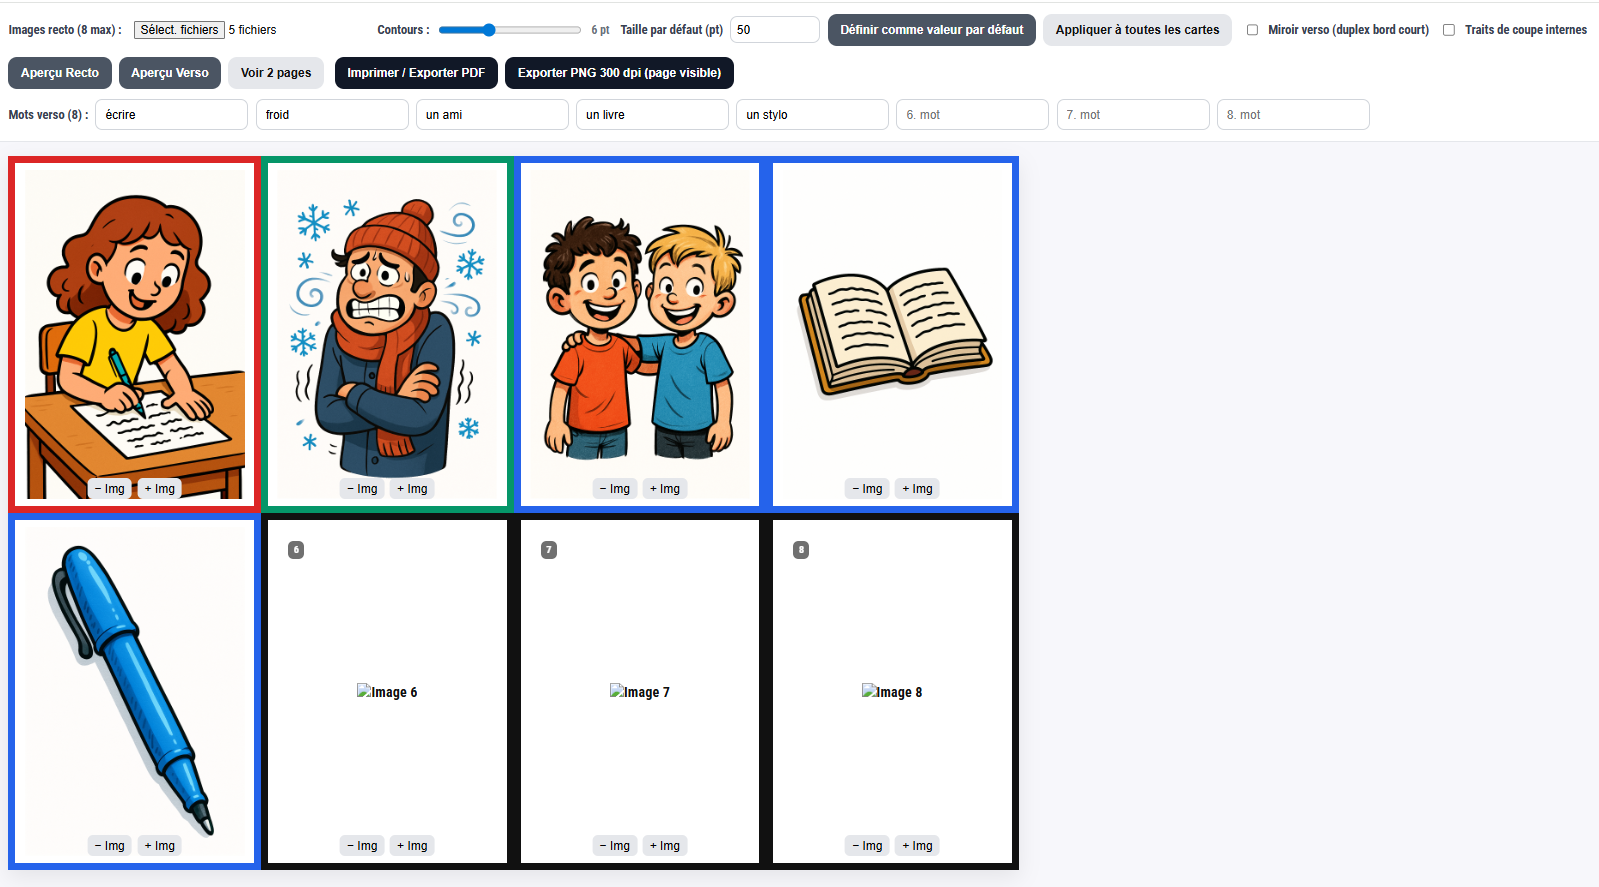 Images recto (8 max) : Sélect. fichiers 5 fichiers Contours : 6 pt Taille par défaut (pt) 50 Définir comme valeur par défaut Appliquer à toutes les cartes Miroir verso (duplex bord court) Traits de coupe internes
Aperçu Recto Aperçu Verso Voir 2 pages Imprimer / Exporter PDF Exporter PNG 300 dpi (page visible)
Mots verso (8) : écrire froid un ami un livre un stylo 6. mot 7. mot 8. mot
− Img + Img − Img + Img − Img + Img − Img + Img
6 7 8
Image 6 Image 7 Image 8
− Img + Img − Img + Img − Img + Img − Img + Img